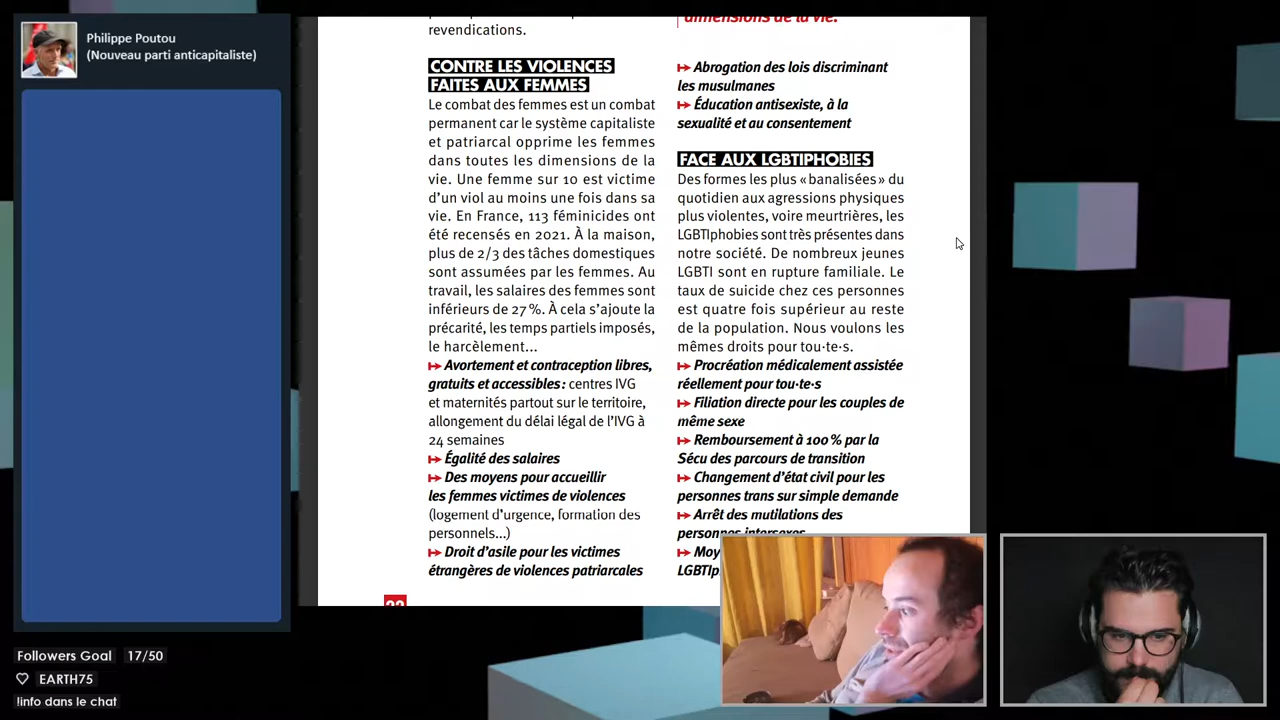 Philippe Poutou
(Nouveau parti anticapitaliste)
revendications.
CONTRE LES VIOLENCES
FAITES AUX FEMMES
Le combat des femmes est un combat
permanent car le système capitaliste
et patriarcal opprime les femmes
dans toutes les dimensions de la
vie. Une femme sur 10 est victime
d'un viol au moins une fois dans sa
vie. En France, 113 féminicides ont
été recensés en 2021. À la maison,
plus de 2/3 des tâches domestiques
sont assumées par les femmes. Au
travail, les salaires des femmes sont
inférieurs de 27 %. À cela s'ajoute la
précarité, les temps partiels imposés,
le harcèlement...
↦ Avortement et contraception libres,
gratuits et accessibles : centres IVG
et maternités partout sur le territoire,
allongement du délai légal de l'IVG à
24 semaines
↦ Égalité des salaires
↦ Des moyens pour accueillir
les femmes victimes de violences
(logement d'urgence, formation des
personnels...)
↦ Droit d'asile pour les victimes
étrangères de violences patriarcales
dimensions de la vie.
↦ Abrogation des lois discriminant
les musulmanes
↦ Éducation antisexiste, à la
sexualité et au consentement
FACE AUX LGBTIPHOBIES
Des formes les plus « banalisées » du
quotidien aux agressions physiques
plus violentes, voire meurtrières, les
LGBTIphobies sont très présentes dans
notre société. De nombreux jeunes
LGBTI sont en rupture familiale. Le
taux de suicide chez ces personnes
est quatre fois supérieur au reste
de la population. Nous voulons les
mêmes droits pour tou·te·s.
↦ Procréation médicalement assistée
réellement pour tou·te·s
↦ Filiation directe pour les couples de
même sexe
↦ Remboursement à 100 % par la
Sécu des parcours de transition
↦ Changement d'état civil pour les
personnes trans sur simple demande
↦ Arrêt des mutilations des
personnes intersexes
Followers Goal 17/50
EARTH75
!info dans le chat